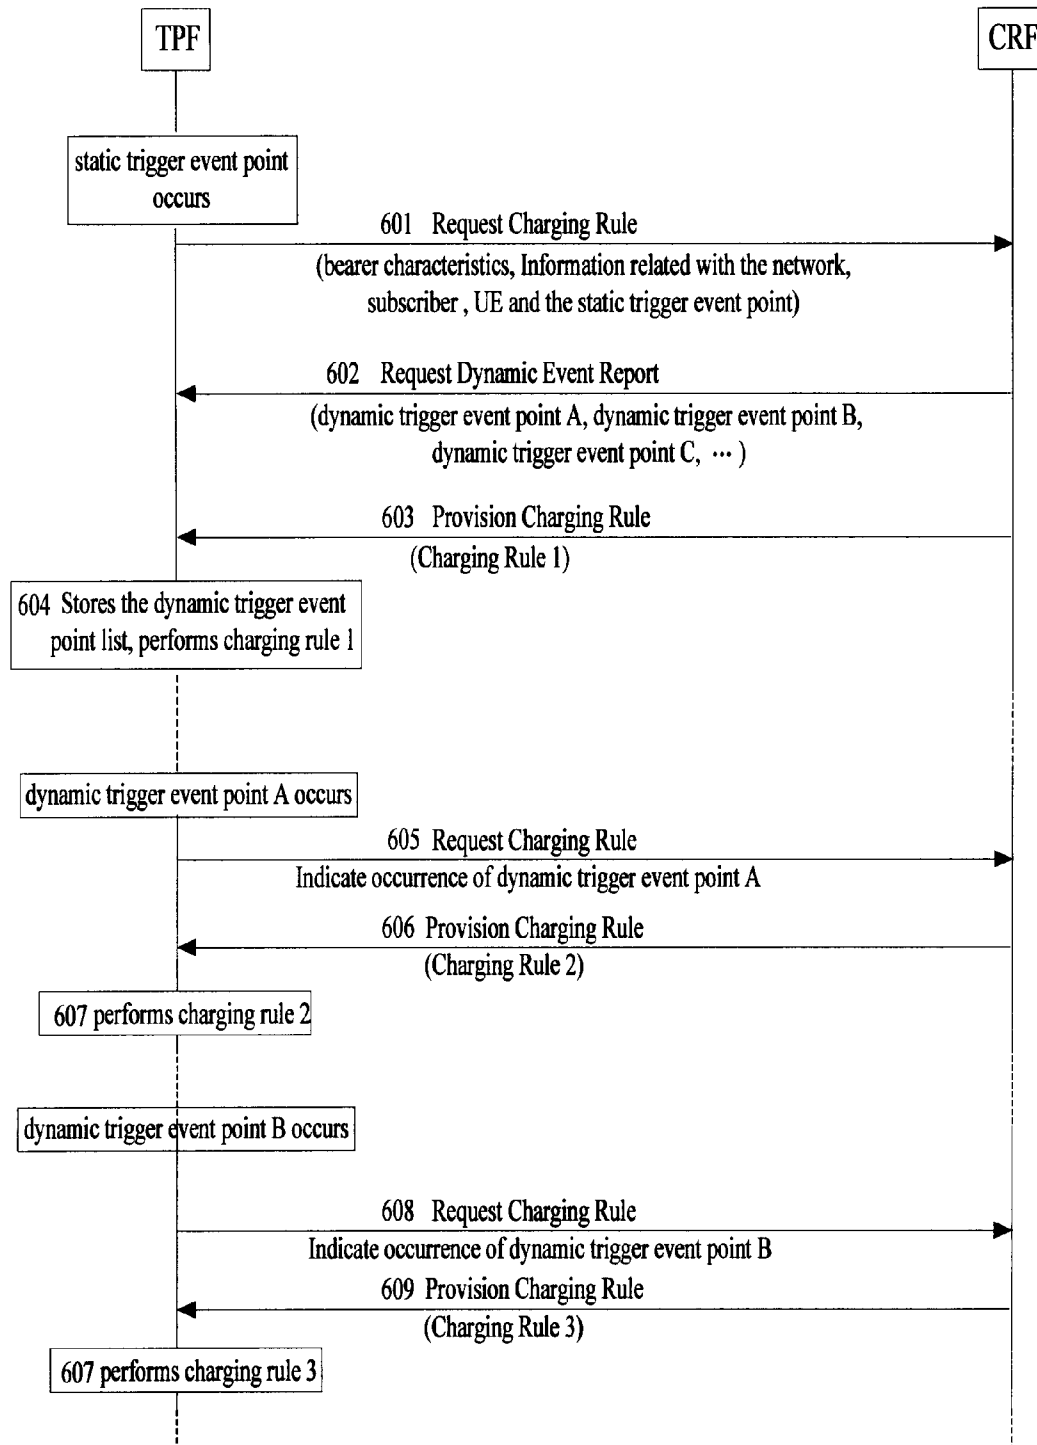 TPF
CRF
static trigger event point
occurs
601 Request Charging Rule
(bearer characteristics, Information related with the network,
subscriber , UE and the static trigger event point)
602 Request Dynamic Event Report
(dynamic trigger event point A, dynamic trigger event point B,
dynamic trigger event point C, ··· )
603 Provision Charging Rule
(Charging Rule 1)
604 Stores the dynamic trigger event
point list, performs charging rule 1
dynamic trigger event point A occurs
605 Request Charging Rule
Indicate occurrence of dynamic trigger event point A
606 Provision Charging Rule
(Charging Rule 2)
607 performs charging rule 2
dynamic trigger event point B occurs
608 Request Charging Rule
Indicate occurrence of dynamic trigger event point B
609 Provision Charging Rule
(Charging Rule 3)
607 performs charging rule 3